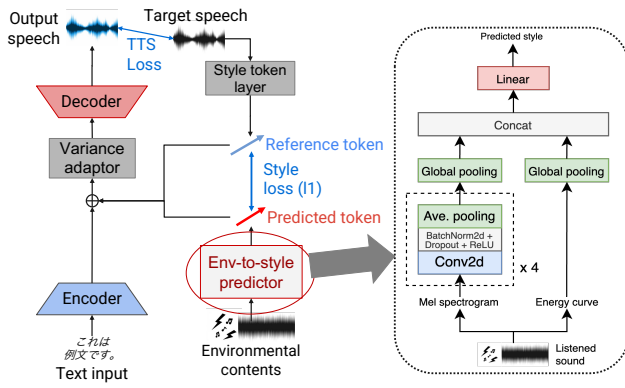 Output
speech
Target speech
TTS
Loss
Style token
layer
Decoder
Variance
adaptor
Reference token
Style
loss (l1)
Predicted token
Env-to-style
predictor
Encoder
これは
例文です。
Text input
Environmental
contents
Predicted style
Linear
Concat
Global pooling
Global pooling
Ave. pooling
BatchNorm2d +
Dropout + ReLU
Conv2d
x 4
Mel spectrogram
Energy curve
Listened
sound